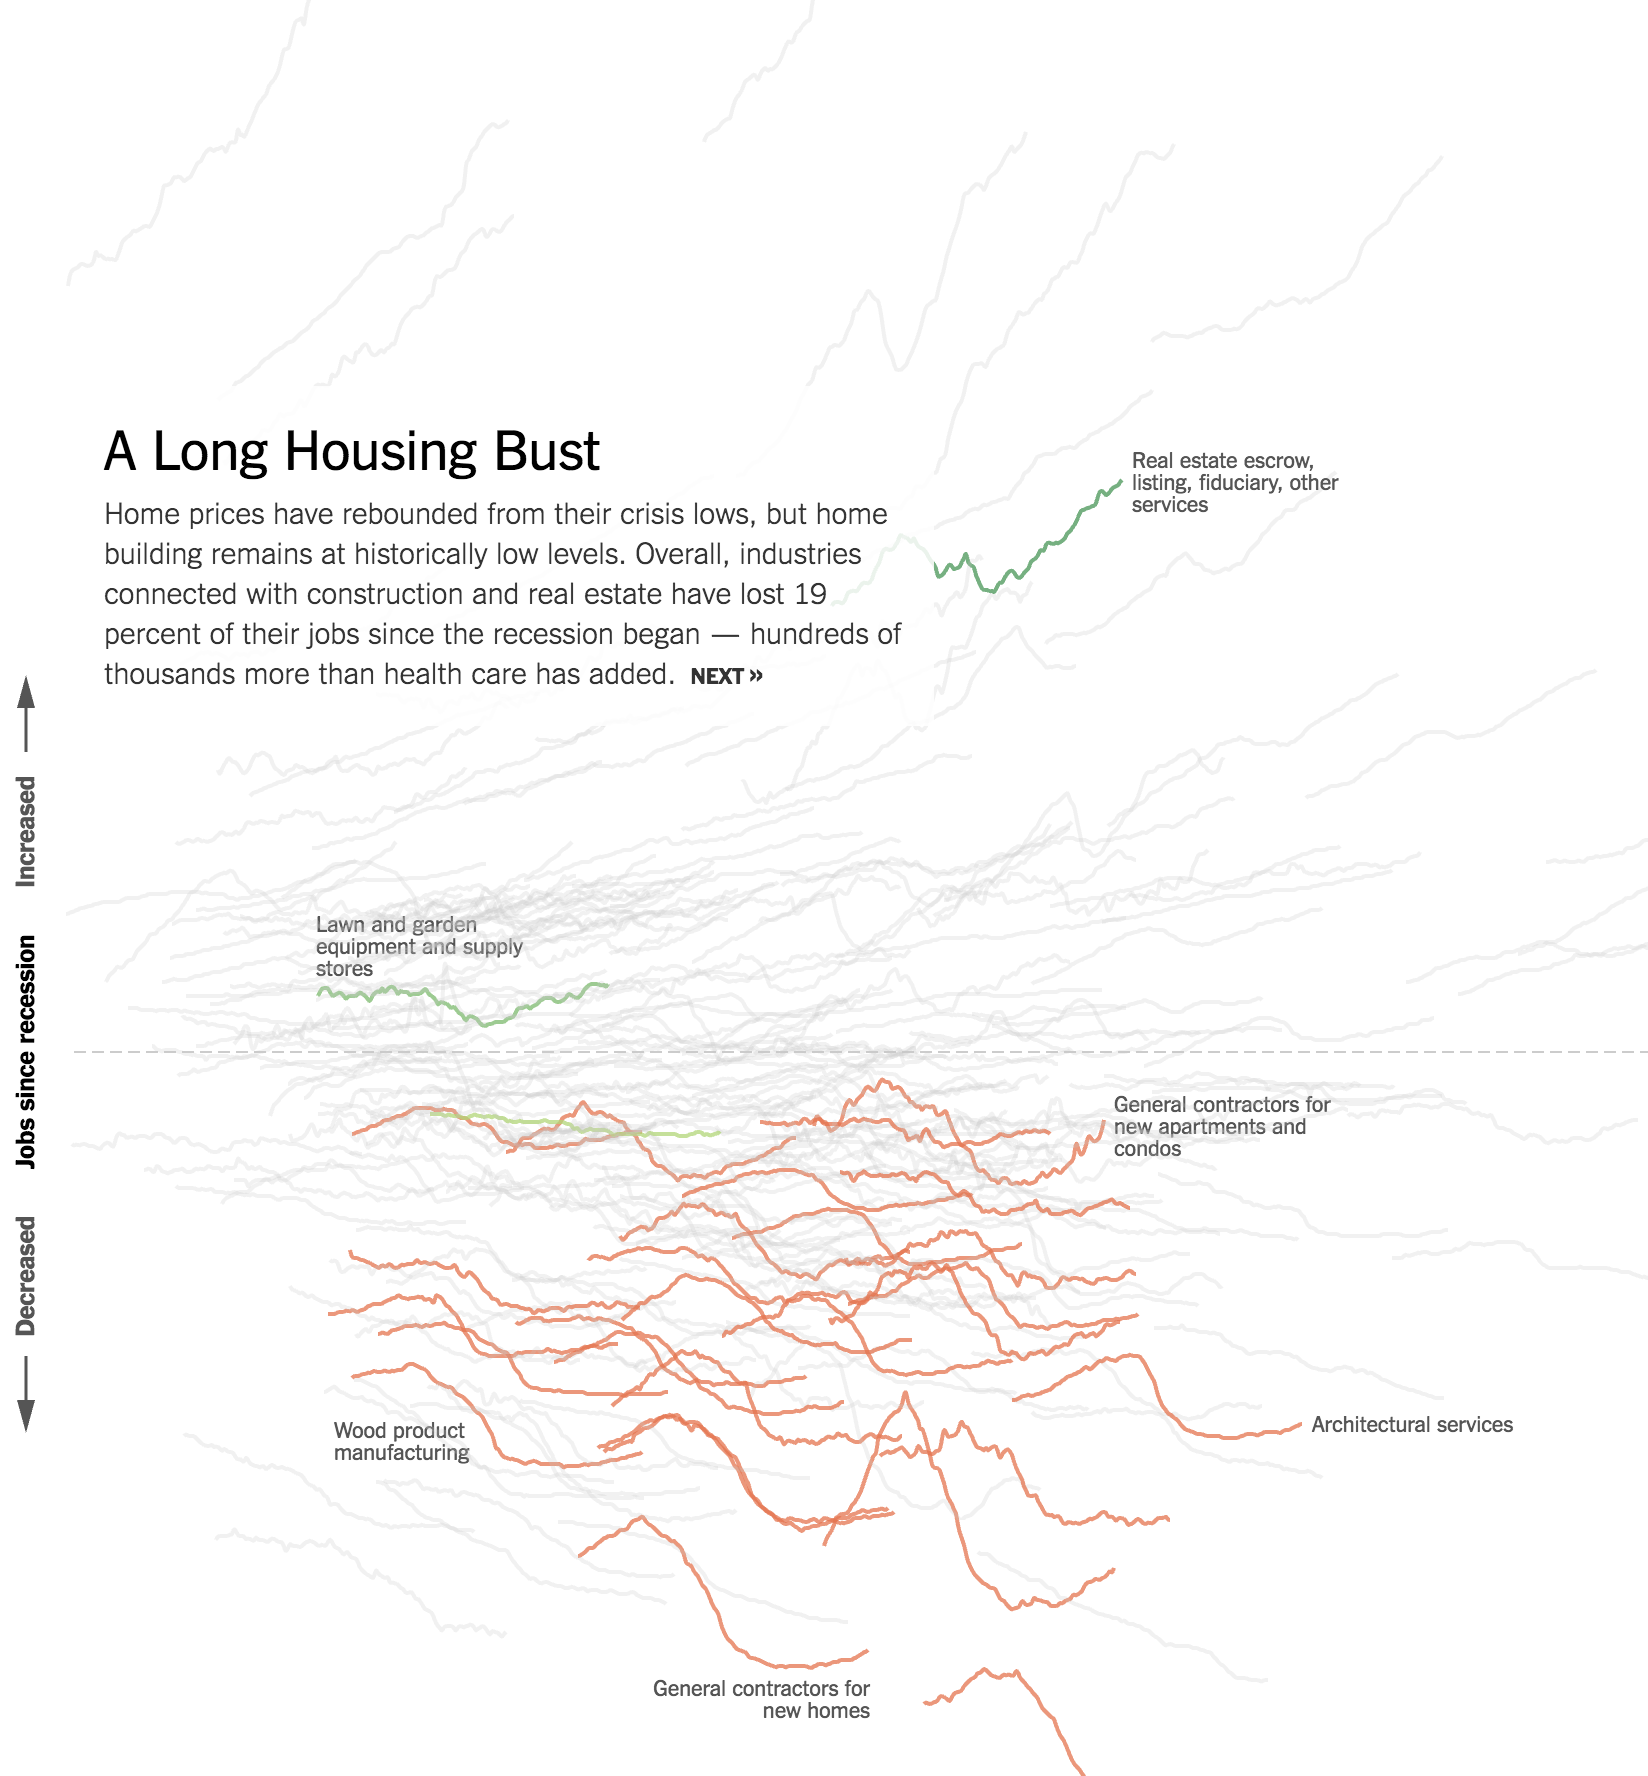 A Long Housing Bust
Home prices have rebounded from their crisis lows, but home
building remains at historically low levels. Overall, industries
connected with construction and real estate have lost 19
percent of their jobs since the recession began — hundreds of
thousands more than health care has added. NEXT »
Real estate escrow,
listing, fiduciary, other
services
Increased
Jobs since recession
Decreased
Lawn and garden
equipment and supply
stores
General contractors for
new apartments and
condos
Wood product
manufacturing
Architectural services
General contractors for
new homes